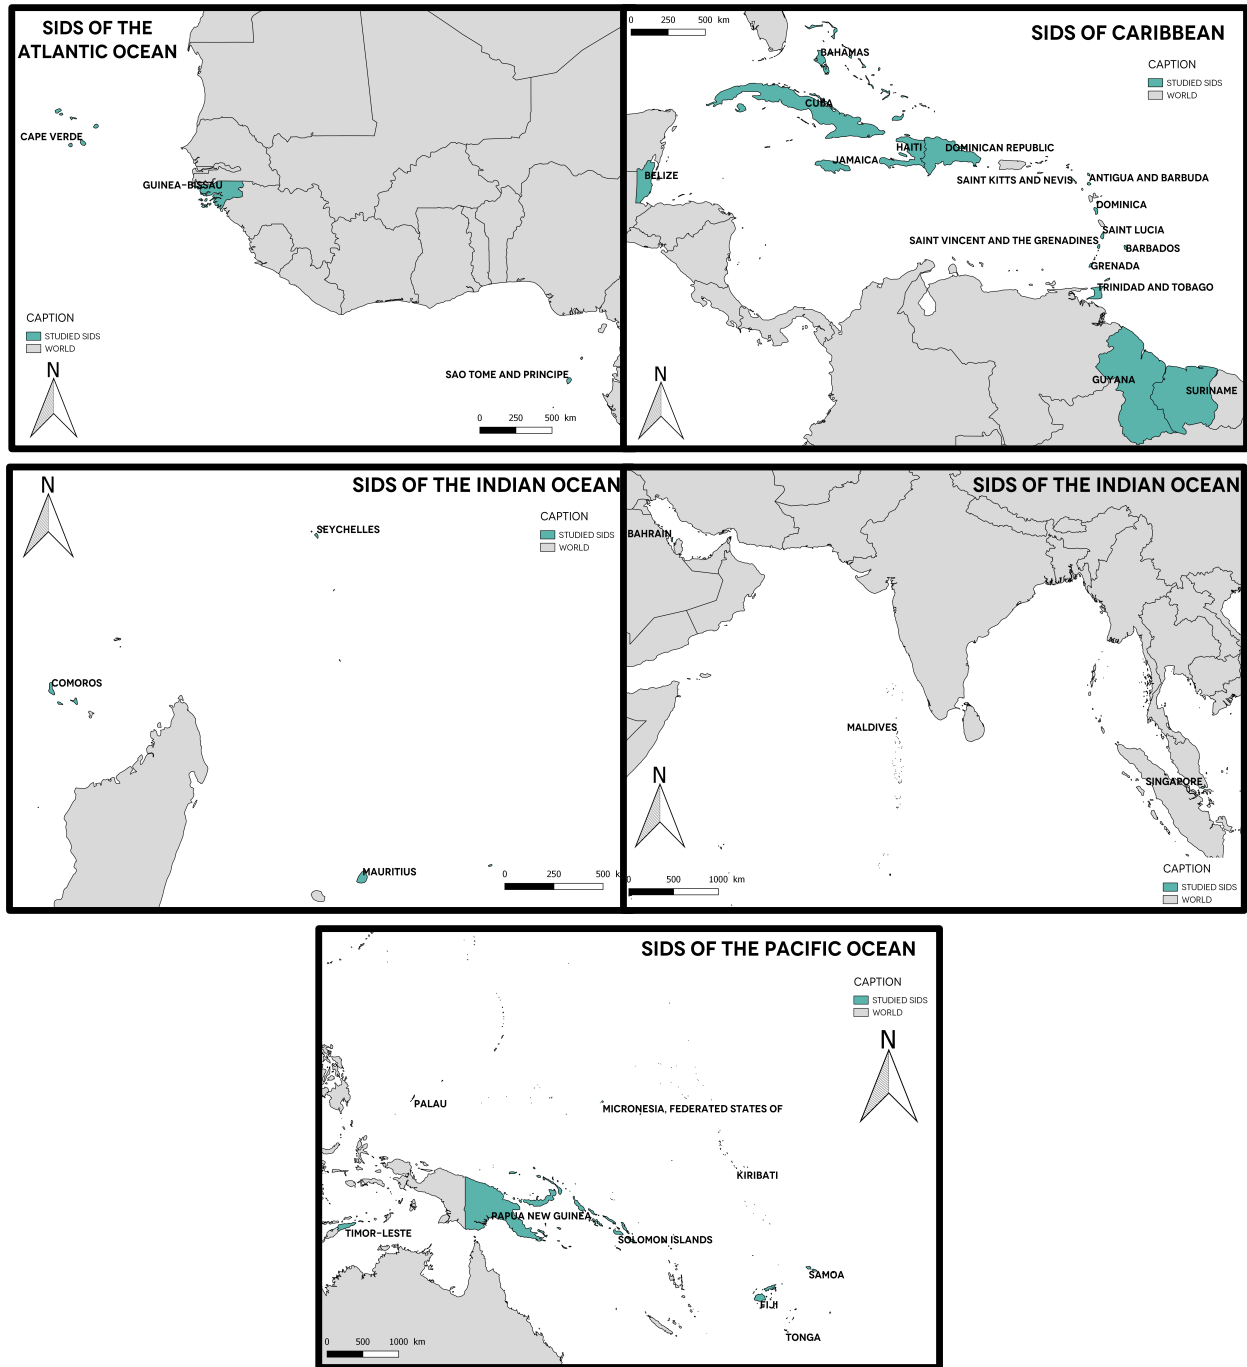 SIDS OF THE
ATLANTIC OCEAN
CAPE VERDE
GUINEA-BISSAU
CAPTION
STUDIED SIDS
WORLD
N
SAO TOME AND PRINCIPE
0 250 500 km
0 250 500 km
SIDS OF CARIBBEAN
CAPTION
STUDIED SIDS
WORLD
BAHAMAS
CUBA
HAITI
DOMINICAN REPUBLIC
JAMAICA
BELIZE
SAINT KITTS AND NEVIS
ANTIGUA AND BARBUDA
DOMINICA
SAINT LUCIA
SAINT VINCENT AND THE GRENADINES
BARBADOS
GRENADA
TRINIDAD AND TOBAGO
GUYANA
SURINAME
N
SIDS OF THE INDIAN OCEAN
N
CAPTION
STUDIED SIDS
WORLD
SEYCHELLES
COMOROS
MAURITIUS
0 250 500 k
SIDS OF THE INDIAN OCEAN
BAHRAIN
MALDIVES
SINGAPORE
N
0 500 1000 km
CAPTION
STUDIED SIDS
WORLD
SIDS OF THE PACIFIC OCEAN
CAPTION
STUDIED SIDS
WORLD
N
PALAU
MICRONESIA, FEDERATED STATES OF
KIRIBATI
PAPUA NEW GUINEA
TIMOR-LESTE
SOLOMON ISLANDS
SAMOA
FIJI
TONGA
0 500 1000 km